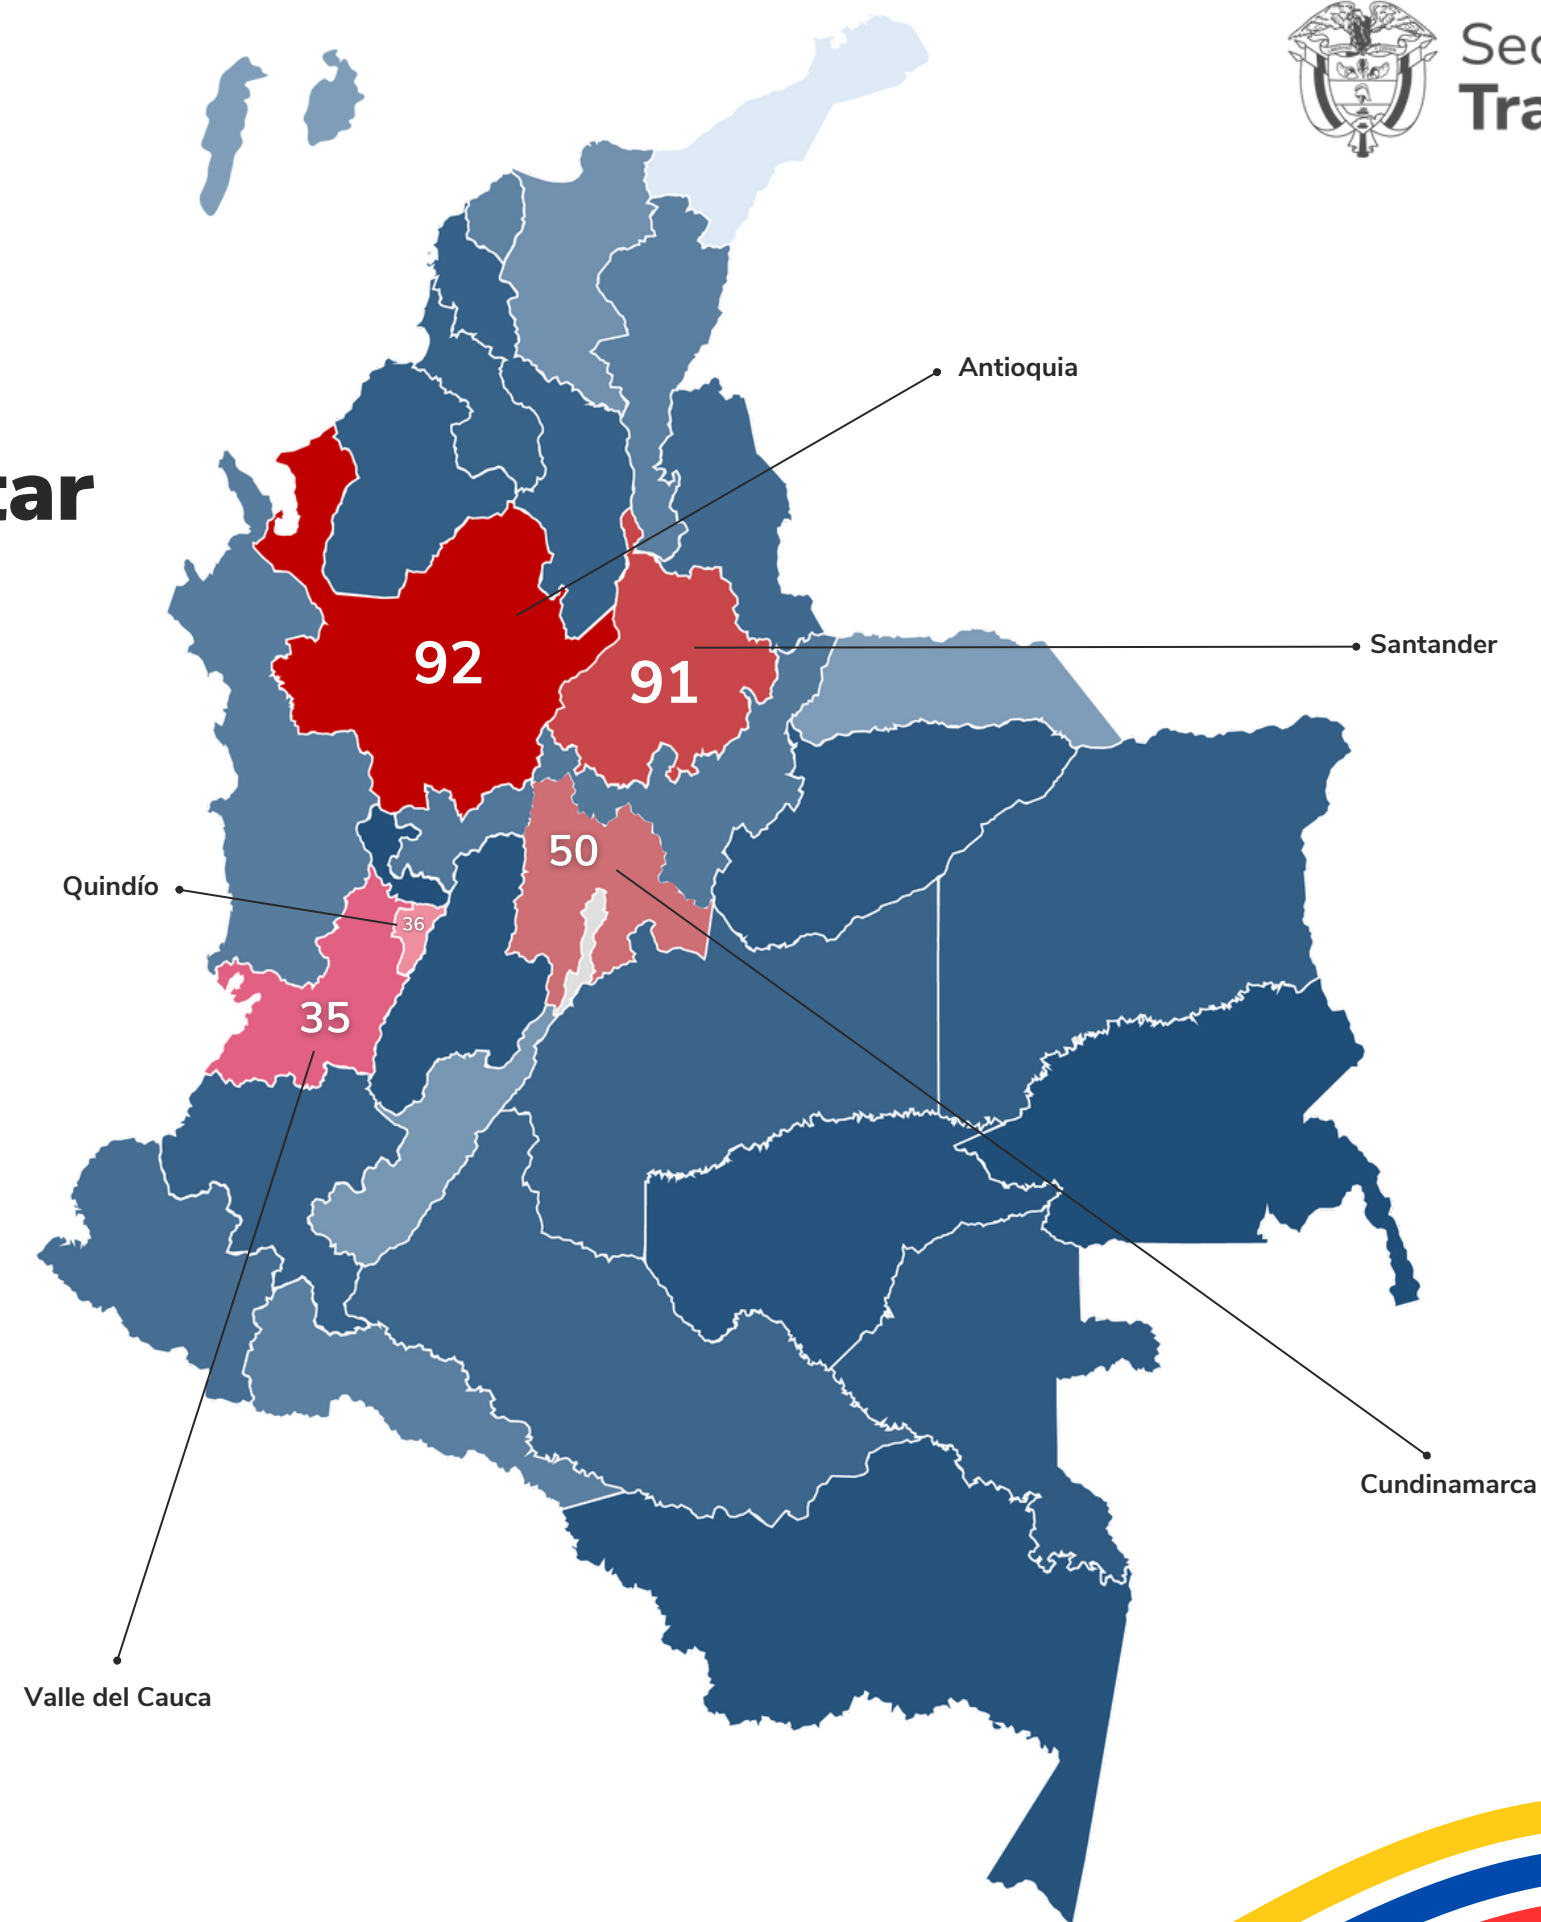 Antioquia
92
Santander
91
50
Quindío
36
35
Cundinamarca
Valle del Cauca